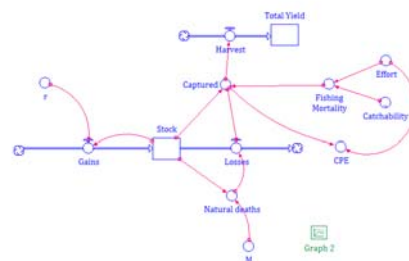 Total Yield
Harvest
Effort
r
Captured
Fishing
Mortality
Catchability
Stock
Gains
Losses
CPE
Natural deaths
Graph 2
M